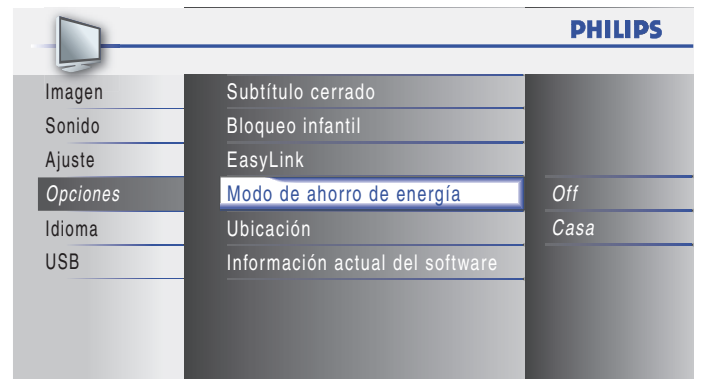 PHILIPS
Imagen
Sonido
Ajuste
Opciones
Idioma
USB
Subtítulo cerrado
Bloqueo infantil
EasyLink
Modo de ahorro de energía
Ubicación
Información actual del software
Off
Casa